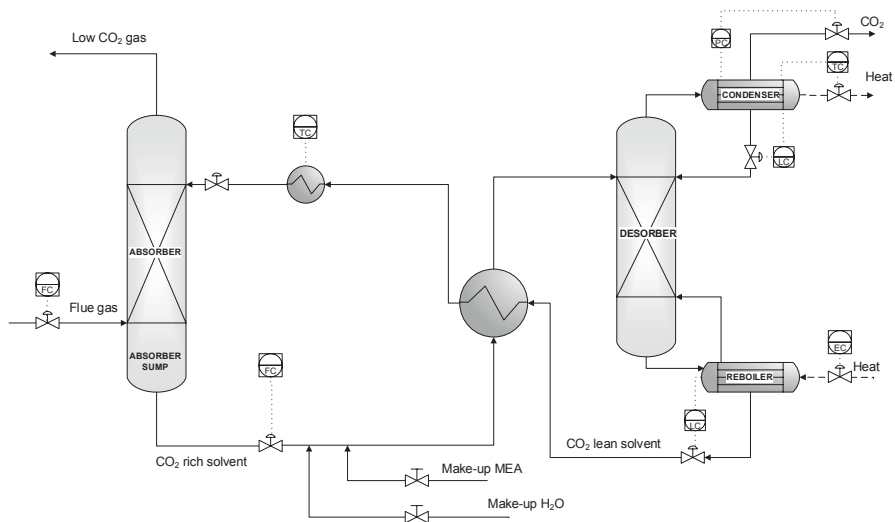 Low CO₂ gas
CO₂
PC
TC
Heat
CONDENSER
TC
LC
ABSORBER
DESORBER
FC
Flue gas
ABSORBER
SUMP
FC
EC
REBOILER
Heat
LC
CO₂ lean solvent
CO₂ rich solvent
Make-up MEA
Make-up H₂O